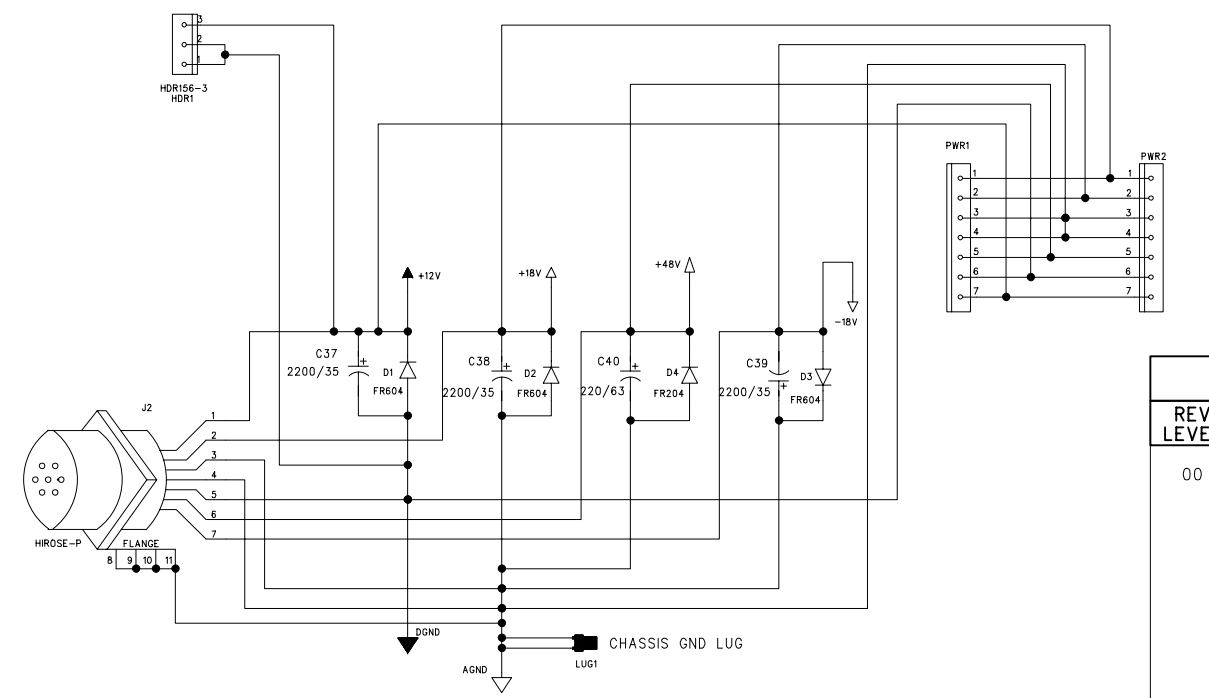 3
2
1
HDR156-3
HDR1
PWR1
PWR2
1
2
3
4
5
6
7
1
2
3
4
5
6
7
+12V
+18V
+48V
-18V
C37
2200/35
D1
FR604
C38
2200/35
D2
FR604
C40
220/63
D4
FR204
C39
2200/35
D3
FR604
REV
LEVE
00
J2
1
2
3
4
5
6
7
HIROSE-P
FLANGE
8 9 10 11
DGND
CHASSIS GND LUG
LUG1
AGND